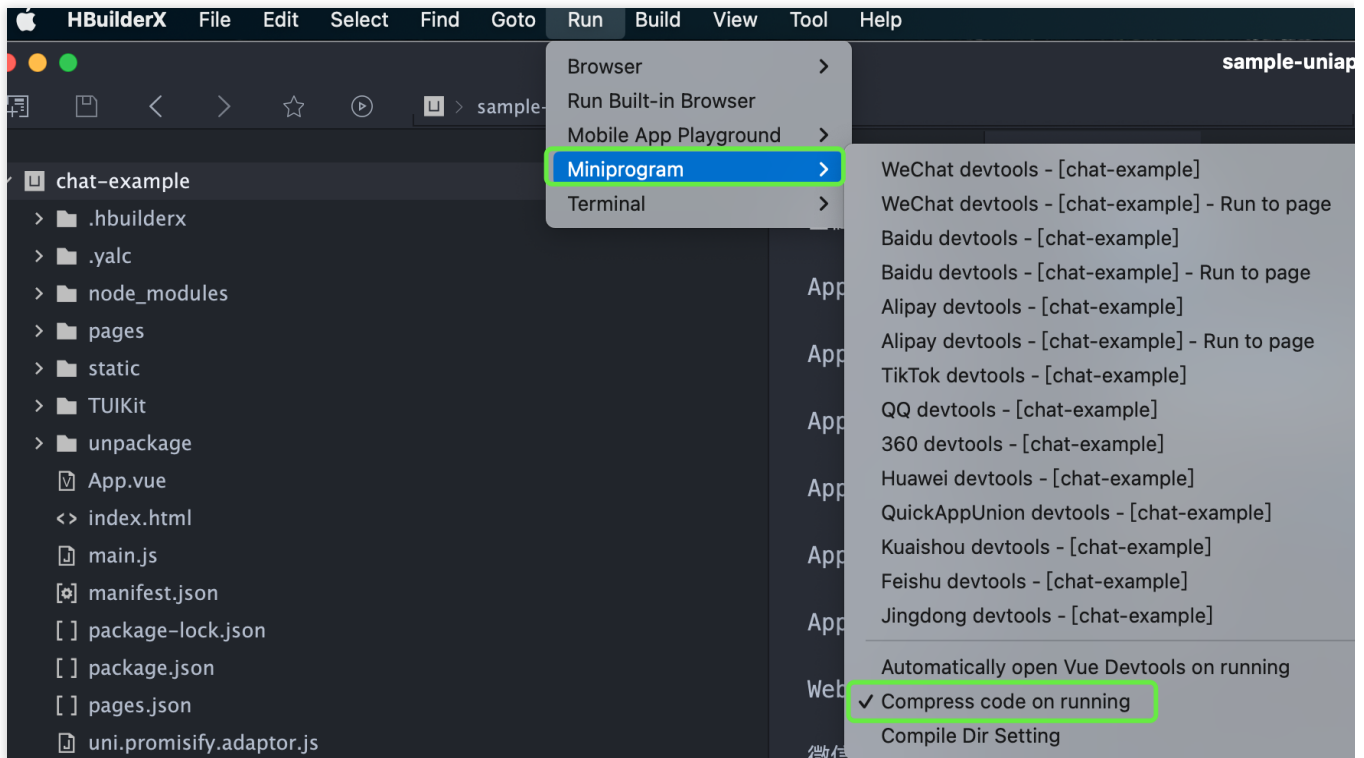 HBuilderX File Edit Select Find Goto Run Build View Tool Help
sample-uniap
sample-
Browser
Run Built-in Browser
Mobile App Playground
Miniprogram
Terminal
chat-example
.hbuilderx
.yalc
node_modules
pages
static
TUIKit
unpackage
App.vue
index.html
main.js
manifest.json
package-lock.json
package.json
pages.json
uni.promisify.adaptor.js
App
App
App
App
App
App
Web
WeChat devtools - [chat-example]
WeChat devtools - [chat-example] - Run to page
Baidu devtools - [chat-example]
Baidu devtools - [chat-example] - Run to page
Alipay devtools - [chat-example]
Alipay devtools - [chat-example] - Run to page
TikTok devtools - [chat-example]
QQ devtools - [chat-example]
360 devtools - [chat-example]
Huawei devtools - [chat-example]
QuickAppUnion devtools - [chat-example]
Kuaishou devtools - [chat-example]
Feishu devtools - [chat-example]
Jingdong devtools - [chat-example]
Automatically open Vue Devtools on running
✓ Compress code on running
Compile Dir Setting